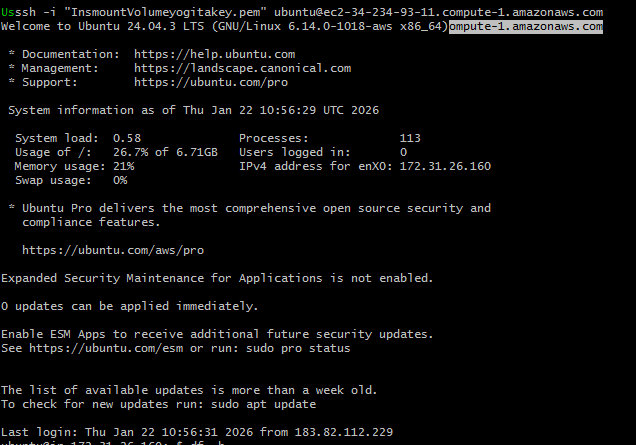 Usssh -i "InsmountVolumeyogitakey.pem" ubuntu@ec2-34-234-93-11.compute-1.amazonaws.com
Welcome to Ubuntu 24.04.3 LTS (GNU/Linux 6.14.0-1018-aws x86_64)ompute-1.amazonaws.com
* Documentation: https://help.ubuntu.com
* Management: https://landscape.canonical.com
* Support: https://ubuntu.com/pro
System information as of Thu Jan 22 10:56:29 UTC 2026
System load: 0.58 Processes: 113
Usage of /: 26.7% of 6.71GB Users logged in: 0
Memory usage: 21% IPv4 address for enX0: 172.31.26.160
Swap usage: 0%
* Ubuntu Pro delivers the most comprehensive open source security and
compliance features.
https://ubuntu.com/aws/pro
Expanded Security Maintenance for Applications is not enabled.
0 updates can be applied immediately.
Enable ESM Apps to receive additional future security updates.
See https://ubuntu.com/esm or run: sudo pro status
The list of available updates is more than a week old.
To check for new updates run: sudo apt update
Last login: Thu Jan 22 10:56:31 2026 from 183.82.112.229